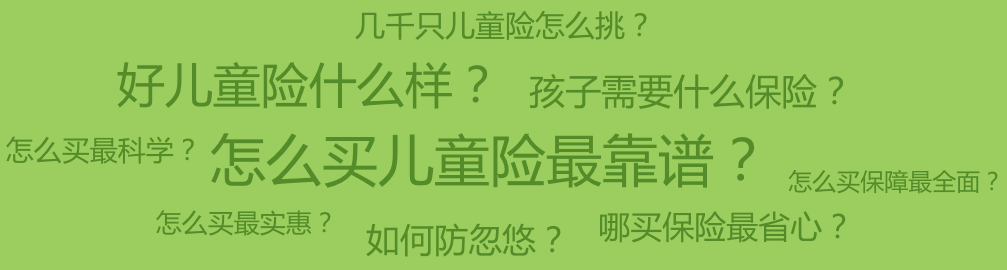 几千只儿童险怎么挑？
好儿童险什么样？
孩子需要什么保险？
怎么买最科学？
怎么买儿童险最靠谱？
怎么买保障最全面？
怎么买最实惠？
如何防忽悠？
哪买保险最省心？